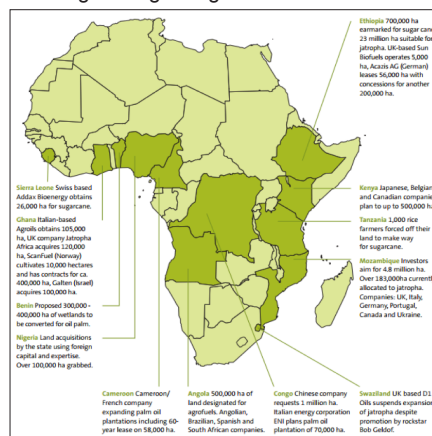 Ethiopia 700,000 ha
earmarked for sugar cane
23 million ha suitable for
jatropha. UK-based Sun
Biofuels operates 5,000
ha, Acazis AG (German)
leases 56,000 ha with
concessions for another
200,000 ha.
Sierra Leone Swiss based
Addax Bioenergy obtains
26,000 ha for sugarcane.
Ghana Italian-based
Agroils obtains 105,000
ha, UK company Jatropha
Africa acquires 120,000
ha, ScanFuel (Norway)
cultivates 10,000 hectares
and has contracts for ca.
400,000 ha, Galten (Israel)
acquires 100,000 ha.
Benin Proposed 300,000 -
400,000 ha of wetlands to
be converted for oil palm.
Nigeria Land acquisitions
by the state using foreign
capital and expertise.
Over 100,000 ha grabbed.
Kenya Japanese, Belgian
and Canadian companies
plan to up to 500,000 ha
Tanzania 1,000 rice
farmers forced off their
land to make way
for sugarcane.
Mozambique Investors
aim for 4.8 million ha.
Over 183,000ha currently
allocated to jatropha.
Companies: UK, Italy,
Germany, Portugal,
Canada and Ukraine.
Cameroon Cameroon/
French company
expanding palm oil
plantations including 60-
year lease on 58,000 ha.
Angola 500,000 ha of
land designated for
agrofuels. Angolian,
Brazilian, Spanish and
South African companies.
Congo Chinese company
requests 1 million ha.
Italian energy corporation
ENI plans palm oil
plantation of 70,000 ha.
Swaziland UK based D1
Oils suspends expansion
of jatropha despite
promotion by rockstar
Bob Geldof.